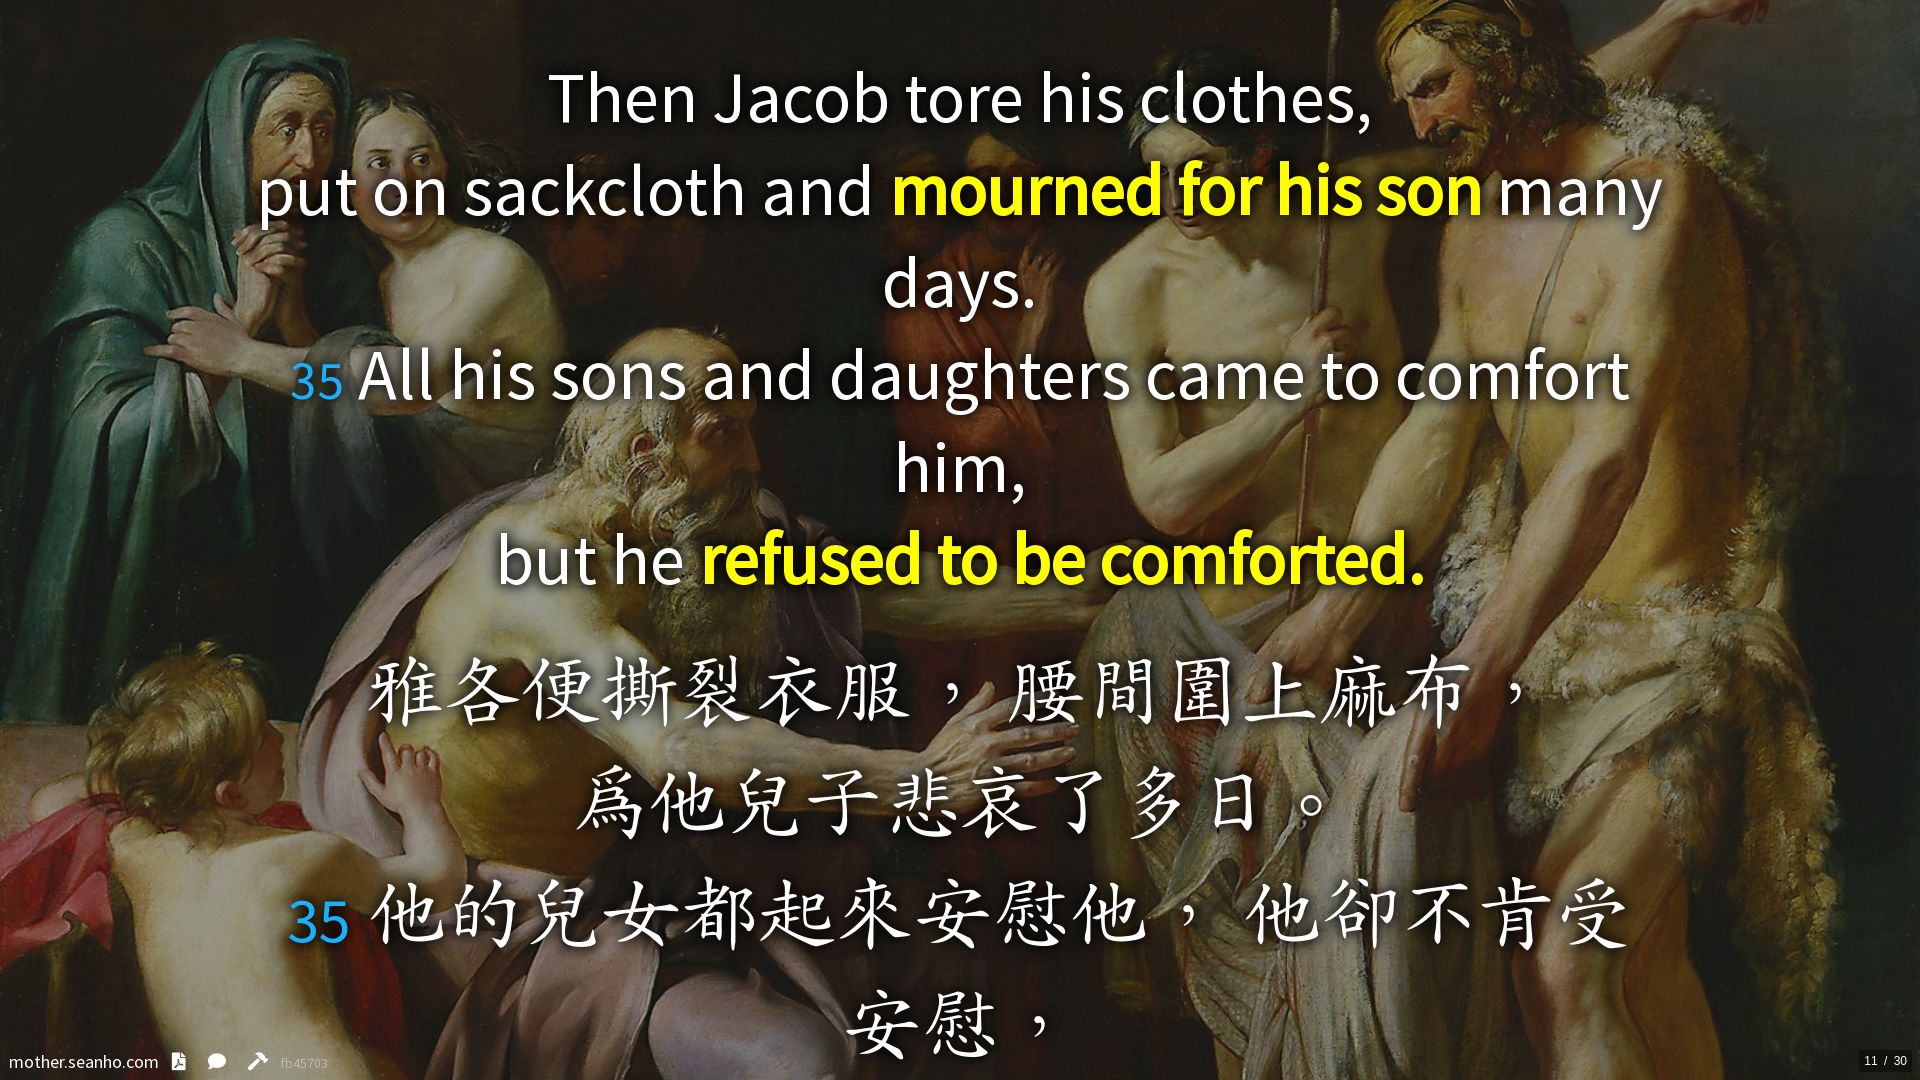 Then Jacob tore his clothes,
put on sackcloth and mourned for his son many
days.
35 All his sons and daughters came to comfort
him,
but he refused to be comforted.
雅各便撕裂衣服，腰間圍上麻布，
爲他兒子悲哀了多日。
35 他的兒女都起來安慰他，他卻不肯受
安慰，
mother.seanho.com fb45703
11 / 30